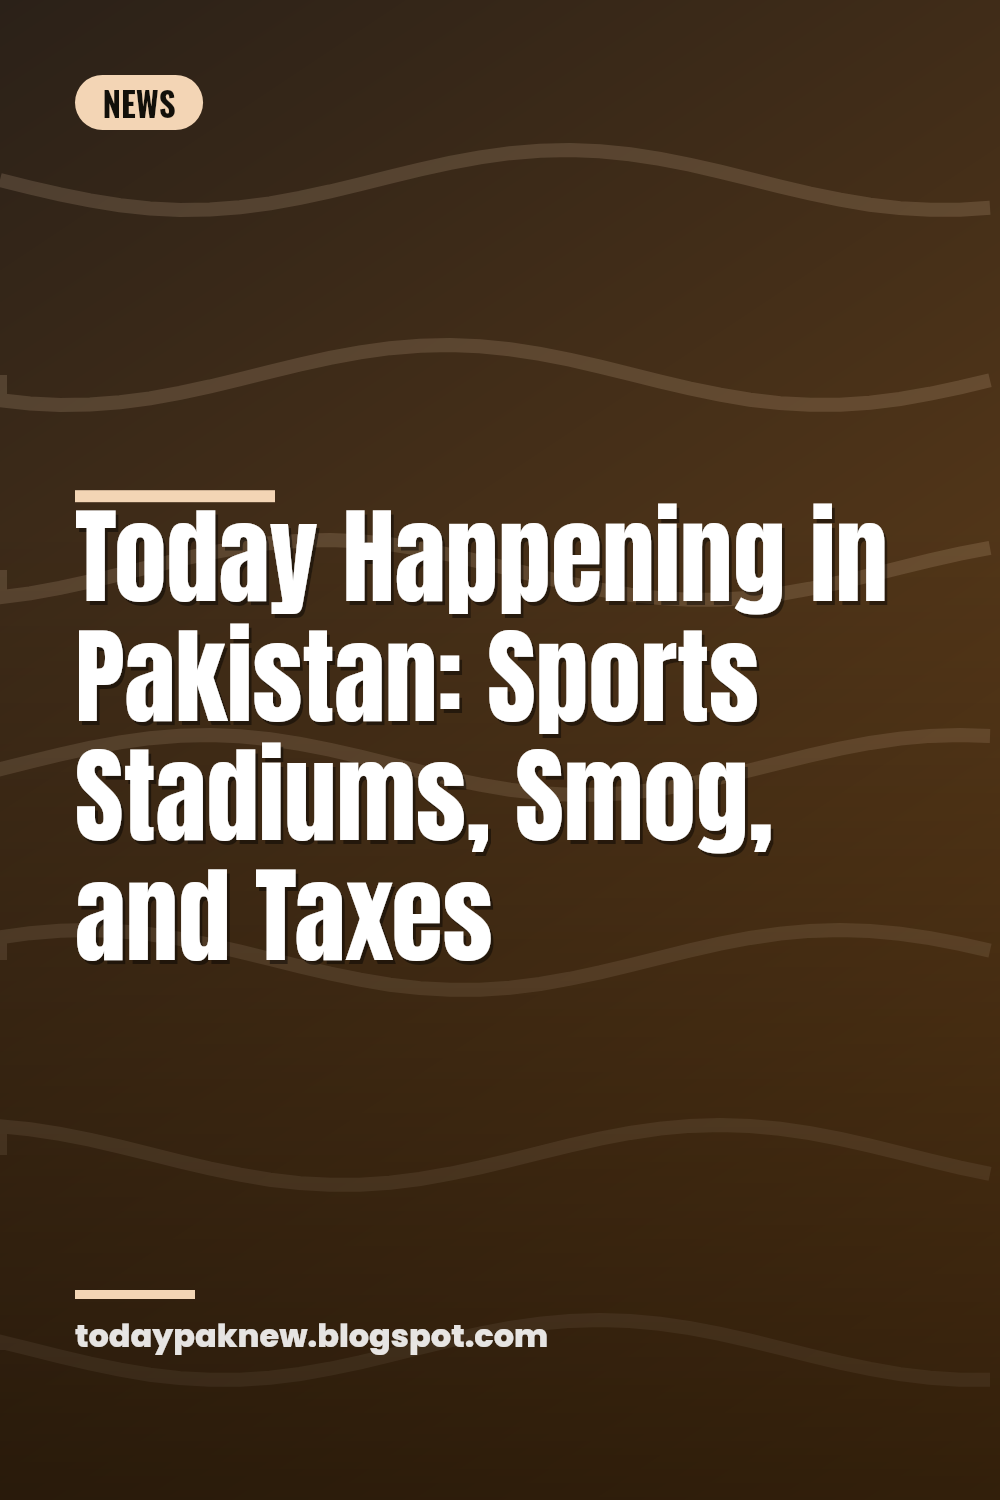 NEWS
Today Happening in
Pakistan: Sports
Stadiums, Smog,
and Taxes
todaypaknew.blogspot.com